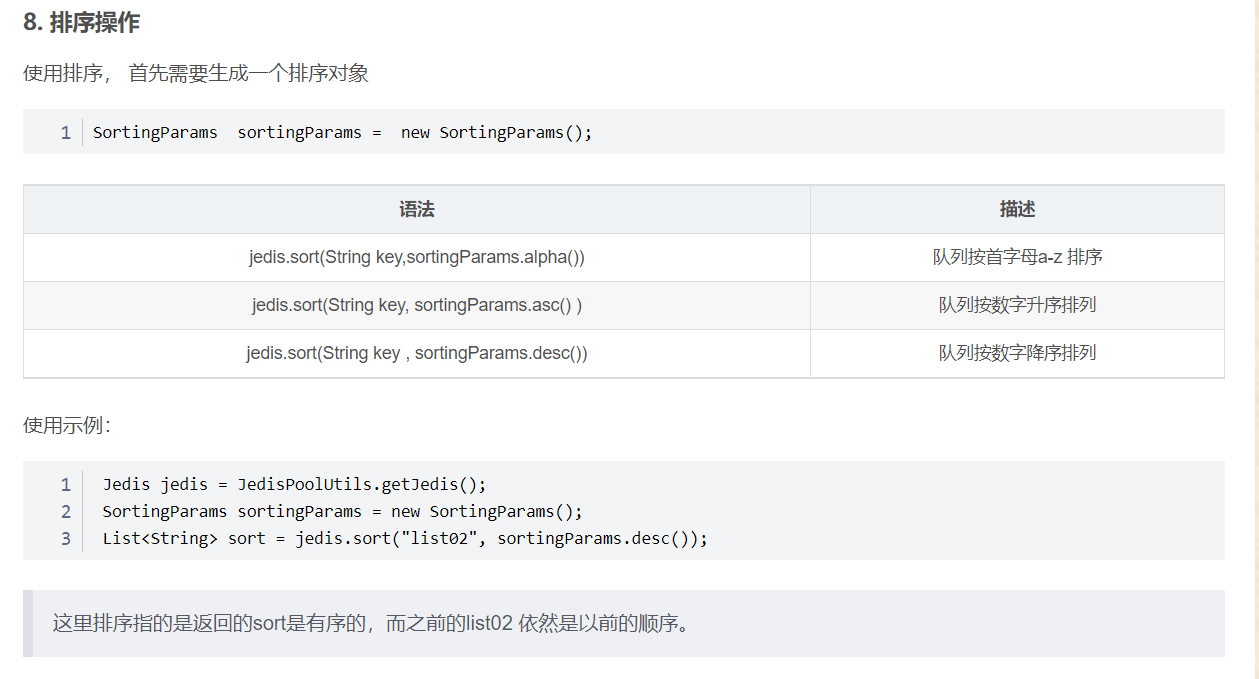 8. 排序操作
使用排序， 首先需要生成一个排序对象
1 SortingParams  sortingParams =  new SortingParams();
语法 描述
jedis.sort(String key,sortingParams.alpha()) 队列按首字母a-z 排序
jedis.sort(String key, sortingParams.asc() ) 队列按数字升序排列
jedis.sort(String key , sortingParams.desc()) 队列按数字降序排列
使用示例：
1 Jedis jedis = JedisPoolUtils.getJedis();
2 SortingParams sortingParams = new SortingParams();
3 List<String> sort = jedis.sort("list02", sortingParams.desc());
这里排序指的是返回的sort是有序的，而之前的list02 依然是以前的顺序。